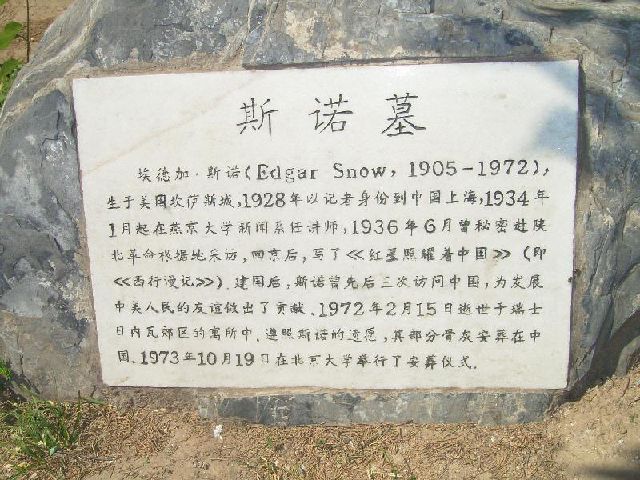 斯诺墓
埃德加·斯诺(Edgar Snow, 1905-1972),
生于美国坎萨斯城,1928年以记者身份到中国上海,1934年
1月起在燕京大学新闻系任讲师,1936年6月曾秘密赴陕
北革命根据地采访,回京后,写了《红星照耀着中国》(即
《西行漫记》).建国后,斯诺曾先后三次访问中国,为发展
中美人民的友谊做出了贡献.1972年2月15日逝世于瑞士
日内瓦郊区的寓所中.遵照斯诺的遗愿,其部分骨灰安葬在中
国.1973年10月19日在北京大学举行了安葬仪式.